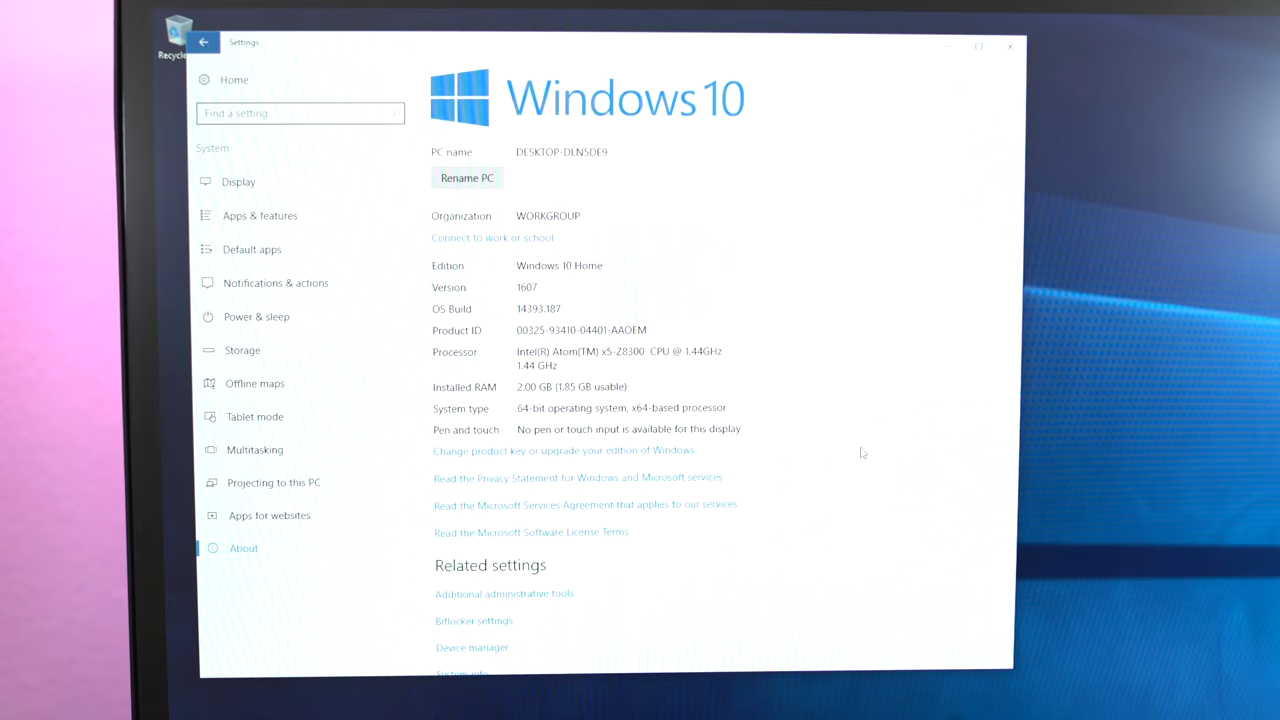 Settings
Home
Find a setting
System
Display
Apps & features
Default apps
Notifications & actions
Power & sleep
Storage
Offline maps
Tablet mode
Multitasking
Projecting to this PC
Apps for websites
About
Windows 10
PC name DESKTOP-DLN5DE9
Rename PC
Organization WORKGROUP
Connect to work or school
Edition Windows 10 Home
Version 1607
OS Build 14393.187
Product ID 00325-93410-04401-AAOEM
Processor Intel(R) Atom(TM) x5-Z8300 CPU @ 1.44GHz
1.44 GHz
Installed RAM 2.00 GB (1.85 GB usable)
System type 64-bit operating system, x64-based processor
Pen and touch No pen or touch input is available for this display
Change product key or upgrade your edition of Windows
Read the Privacy Statement for Windows and Microsoft services
Read the Microsoft Services Agreement that applies to our services
Read the Microsoft Software License Terms
Related settings
Additional administrative tools
Bitlocker settings
Device manager
System info